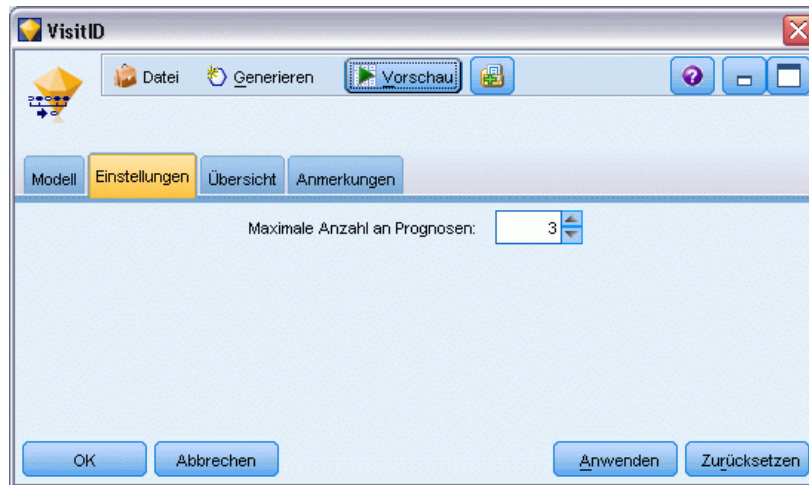 VisitID
Datei Generieren Vorschau
Modell Einstellungen Übersicht Anmerkungen
Maximale Anzahl an Prognosen: 3
OK Abbrechen Anwenden Zurücksetzen